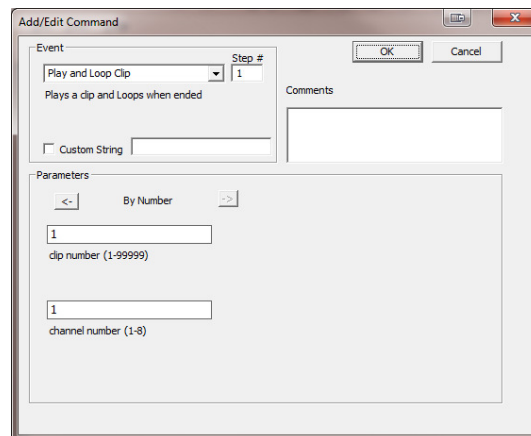 Add/Edit Command
Event
Step #
Play and Loop Clip
1
Plays a clip and Loops when ended
Custom String
OK
Cancel
Comments
Parameters
<-
By Number
->
1
clip number (1-99999)
1
channel number (1-8)